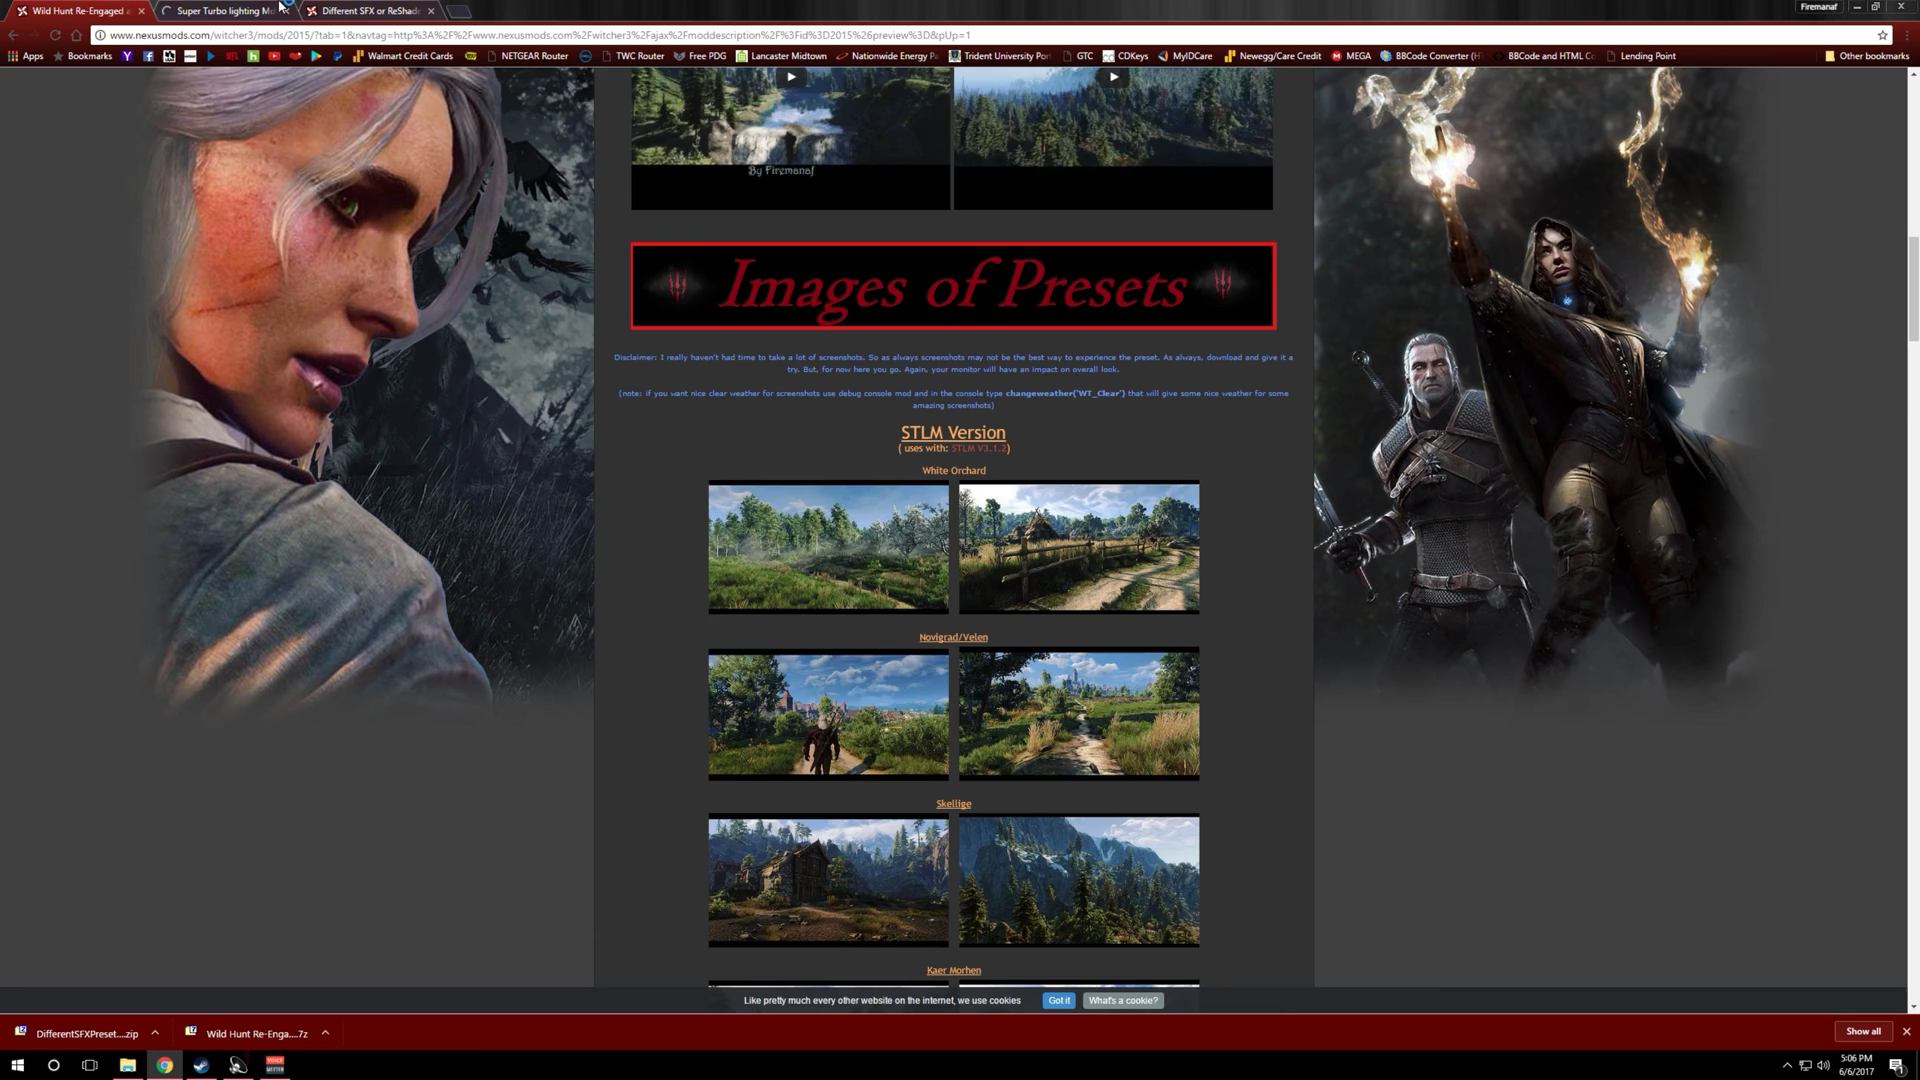 Wild Hunt Re-Engaged
Super Turbo lighting Mo
Different SFX or ReShade
Firemanaf
www.nexusmods.com/witcher3/mods/2015/?tab=1&navtag=http%3A%2F%2Fwww.nexusmods.com%2Fwitcher3%2Fajax%2Fmoddescription%2F%3Fid%3D2015%26preview%3D&pUp=1
Apps
Bookmarks
Walmart Credit Cards
NETGEAR Router
TWC Router
Free PDG
Lancaster Midtown
Nationwide Energy P
Trident University Por
GTC
CDKeys
MyIDCare
Newegg/Care Credit
MEGA
BBCode Converter (H
BBCode and HTML Co
Lending Point
Other bookmarks
By Firemanaf
Images of Presets
Disclaimer: I really haven't had time to take a lot of screenshots. So as always screenshots may not be the best way to experience the preset. As always, download and give it a
try. But, for now here you go. Again, your monitor will have an impact on overall look.
(note: if you want nice clear weather for screenshots use debug console mod and in the console type changeweather('WT_Clear') that will give some nice weather for some
amazing screenshots)
STLM Version
( uses with: STLM V3.1.2)
White Orchard
Novigrad/Velen
Skellige
Kaer Morhen
Like pretty much every other website on the internet, we use cookies
Got it
What's a cookie?
DifferentSFXPreset....zip
Wild Hunt Re-Enga....7z
Show all
5:06 PM
6/6/2017